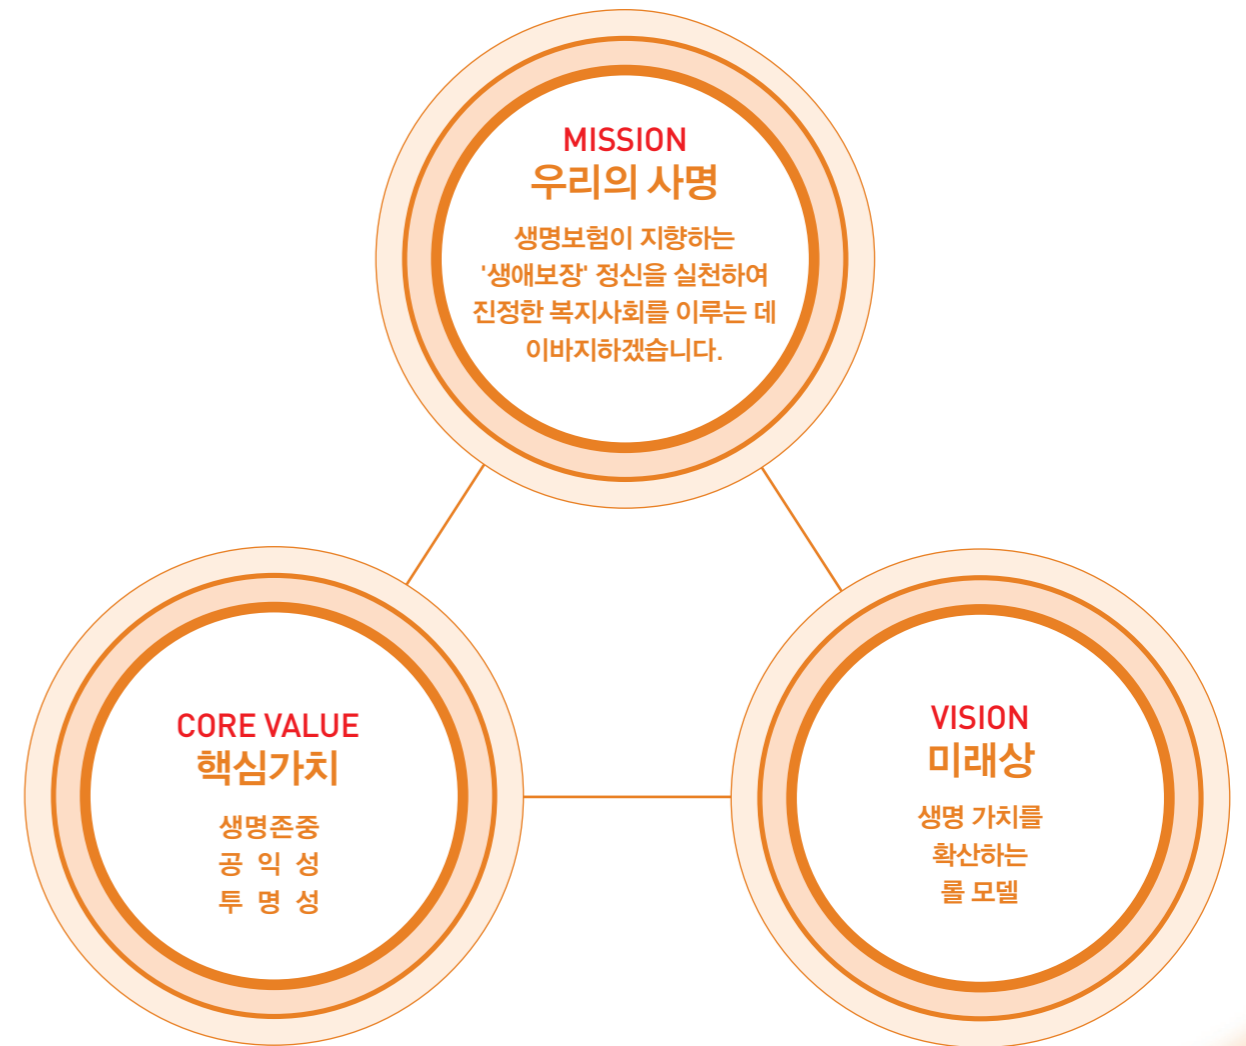 MISSION
우리의 사명
생명보험이 지향하는
'생애보장' 정신을 실천하여
진정한 복지사회를 이루는 데
이바지하겠습니다.
CORE VALUE
핵심가치
생명존중
공 익 성
투 명 성
VISION
미래상
생명 가치를
확산하는
롤 모델